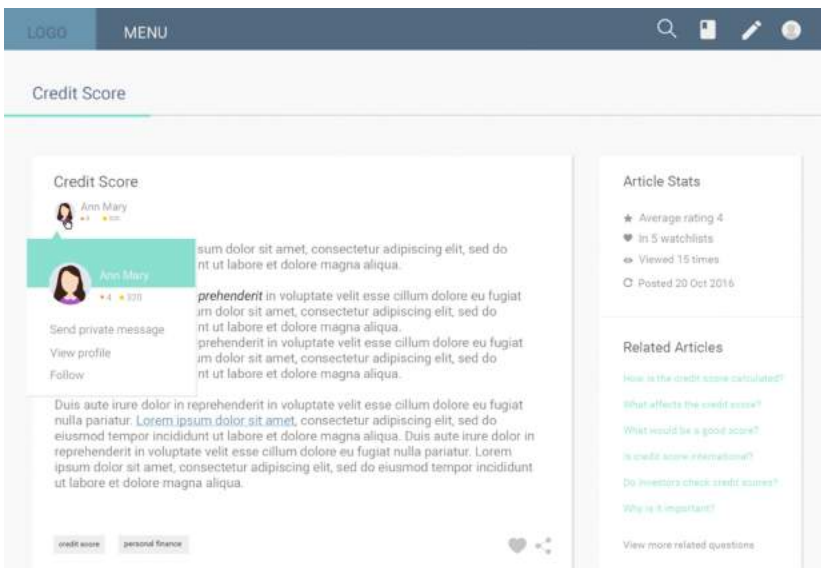 LOGO
MENU
Credit Score
Credit Score
Ann Mary
Ann Mary
4 320
Send private message
View profile
Follow
sum dolor sit amet, consectetur adipiscing elit, sed do
nt ut labore et dolore magna aliqua.
prehenderit in voluptate velit esse cillum dolore eu fugiat
um dolor sit amet, consectetur adipiscing elit, sed do
nt ut labore et dolore magna aliqua.
prehenderit in voluptate velit esse cillum dolore eu fugiat
um dolor sit amet, consectetur adipiscing elit, sed do
nt ut labore et dolore magna aliqua.
Duis aute irure dolor in reprehenderit in voluptate velit esse cillum dolore eu fugiat
nulla pariatur. Lorem ipsum dolor sit amet, consectetur adipiscing elit, sed do
eiusmod tempor incididunt ut labore et dolore magna aliqua. Duis aute irure dolor in
reprehenderit in voluptate velit esse cillum dolore eu fugiat nulla pariatur. Lorem
ipsum dolor sit amet, consectetur adipiscing elit, sed do eiusmod tempor incididunt
ut labore et dolore magna aliqua.
credit score
personal finance
Article Stats
Average rating 4
In 5 watchlists
Viewed 15 times
Posted 20 Oct 2016
Related Articles
How is the credit score calculated?
What affects the credit score?
What would be a good score?
Is credit score international?
Do investors check credit scores?
Why is it important?
View more related questions